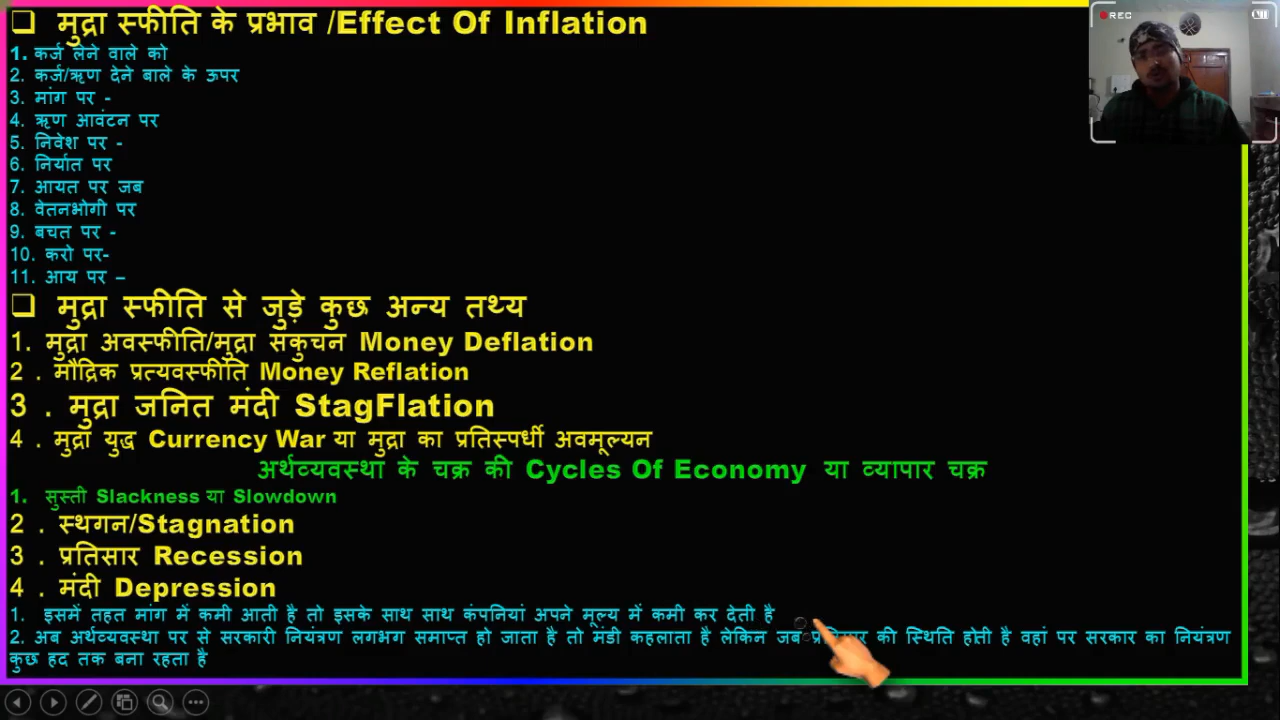 ❑ मुद्रा स्फीति के प्रभाव /Effect Of Inflation
REC
1. कर्ज लेने वाले को
2. कर्ज/ऋण देने बाले के ऊपर
3. मांग पर -
4. ऋण आवंटन पर
5. निवेश पर -
6. निर्यात पर
7. आयत पर जब
8. वेतनभोगी पर
9. बचत पर -
10. करो पर-
11. आय पर –
❑ मुद्रा स्फीति से जुड़े कुछ अन्य तथ्य
1. मुद्रा अवस्फीति/मुद्रा संकुचन Money Deflation
2 . मौद्रिक प्रत्यवस्फीति Money Reflation
3 . मुद्रा जनित मंदी StagFlation
4 . मुद्रा युद्ध Currency War या मुद्रा का प्रतिस्पर्धी अवमूल्यन
अर्थव्यवस्था के चक्र की Cycles Of Economy या व्यापार चक्र
1. सुस्ती Slackness या Slowdown
2 . स्थगन/Stagnation
3 . प्रतिसार Recession
4 . मंदी Depression
1. इसमें तहत मांग में कमी आती है तो इसके साथ साथ कंपनियां अपने मूल्य में कमी कर देती है
2. अब अर्थव्यवस्था पर से सरकारी नियंत्रण लगभग समाप्त हो जाता है तो मंडी कहलाता है लेकिन जब प्रतिसार की स्थिति होती है वहां पर सरकार का नियंत्रण
कुछ हद तक बना रहता है